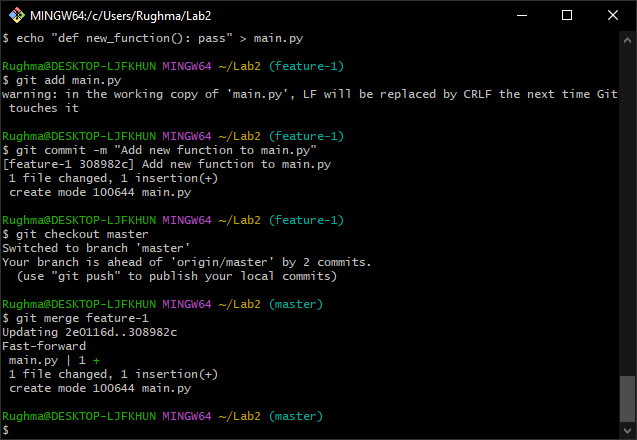 MINGW64:/c/Users/Rughma/Lab2
$ echo "def new_function(): pass" > main.py
Rughma@DESKTOP-LJFKHUN MINGW64 ~/Lab2 (feature-1)
$ git add main.py
warning: in the working copy of 'main.py', LF will be replaced by CRLF the next time Git
 touches it
Rughma@DESKTOP-LJFKHUN MINGW64 ~/Lab2 (feature-1)
$ git commit -m "Add new function to main.py"
[feature-1 308982c] Add new function to main.py
 1 file changed, 1 insertion(+)
 create mode 100644 main.py
Rughma@DESKTOP-LJFKHUN MINGW64 ~/Lab2 (feature-1)
$ git checkout master
Switched to branch 'master'
Your branch is ahead of 'origin/master' by 2 commits.
  (use "git push" to publish your local commits)
Rughma@DESKTOP-LJFKHUN MINGW64 ~/Lab2 (master)
$ git merge feature-1
Updating 2e0116d..308982c
Fast-forward
 main.py | 1 +
 1 file changed, 1 insertion(+)
 create mode 100644 main.py
Rughma@DESKTOP-LJFKHUN MINGW64 ~/Lab2 (master)
$